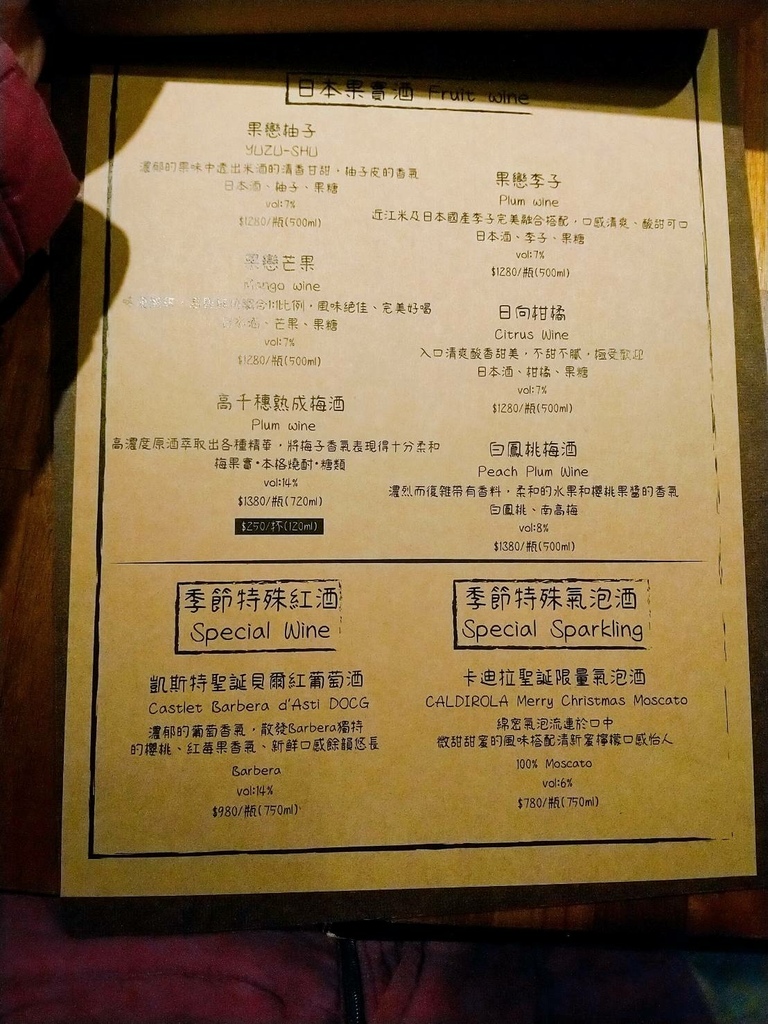 日本果實酒 Fruit wine
果戀柚子
YUZU-SHU
濃郁的果味中透出米酒的清香甘甜，柚子皮的香氣
日本酒、柚子、果糖
vol:7%
$1280/瓶(500ml)
果戀芒果
Mango wine
比例，風味絕佳、完美好喝
酒、芒果、果糖
vol:7%
$1280/瓶(500ml)
高千穗熟成梅酒
Plum wine
高濃度原酒萃取出各種精華，將梅子香氣表現得十分柔和
梅果實•本格燒酎•糖類
vol:14%
$1380/瓶(720ml)
$250/杯(120ml)
果戀李子
Plum wine
近江米及日本國產李子完美融合搭配，口感清爽、酸甜可口
日本酒、李子、果糖
vol:7%
$1280/瓶(500ml)
日向柑橘
Citrus Wine
入口清爽酸香甜美，不甜不膩，極受歡迎
日本酒、柑橘、果糖
vol:7%
$1280/瓶(500ml)
白鳳桃梅酒
Peach Plum Wine
濃烈而復雜帶有香料，柔和的水果和櫻桃果醬的香氣
白鳳桃、南高梅
vol:8%
$1380/瓶(500ml)
季節特殊紅酒
Special Wine
凱斯特聖誕貝爾紅葡萄酒
Castlet Barbera d'Asti DOCG
濃郁的葡萄香氣，散發Barbera獨特
的櫻桃、紅莓果香氣、新鮮口感餘韻悠長
Barbera
vol:14%
$980/瓶(750ml)
季節特殊氣泡酒
Special Sparkling
卡迪拉聖誕限量氣泡酒
CALDIROLA Merry Christmas Moscato
綿密氣泡流連於口中
微甜甜蜜的風味搭配清新蜜檸檬口感怡人
100% Moscato
vol:6%
$780/瓶(750ml)